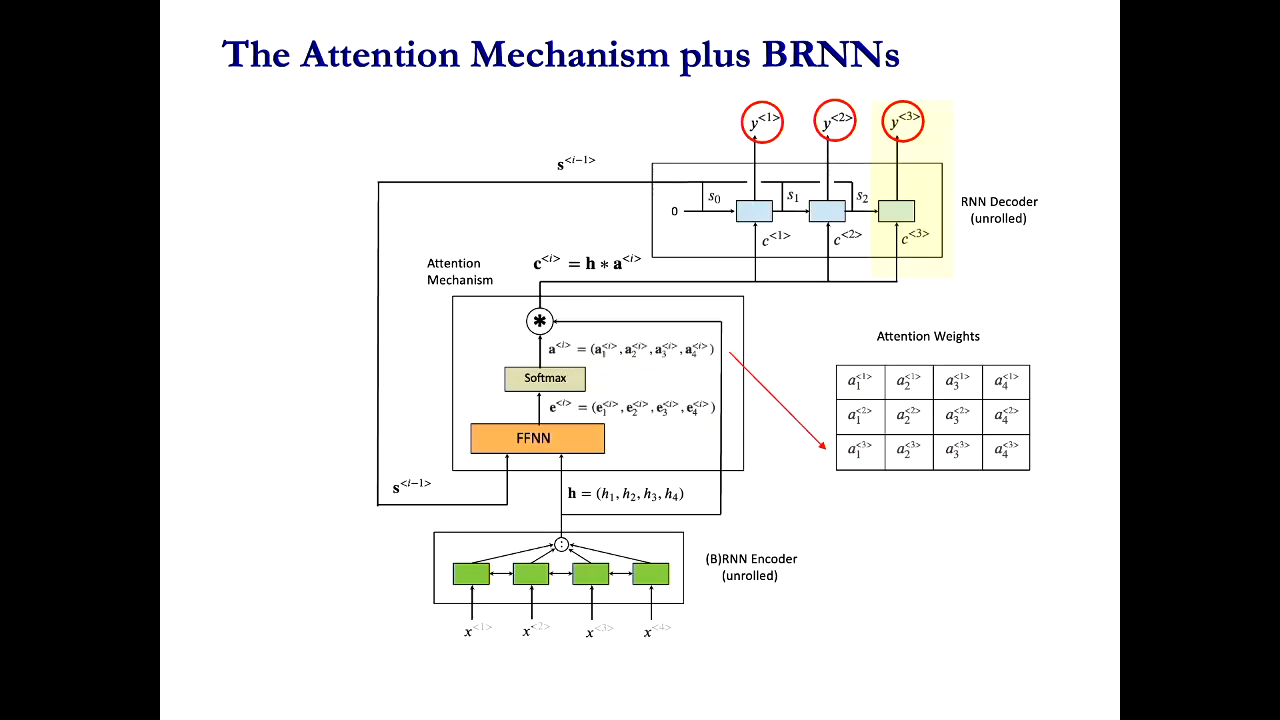 The Attention Mechanism plus BRNNs
y<1> y<2> y<3>
s<i−1>
s0 s1 s2
0
c<1> c<2> c<3>
RNN Decoder
(unrolled)
Attention
Mechanism
c<i> = h ∗ a<i>
*
a<i> = (a1<i>, a2<i>, a3<i>, a4<i>)
Softmax
e<i> = (e1<i>, e2<i>, e3<i>, e4<i>)
FFNN
Attention Weights
a1<1> a2<1> a3<1> a4<1>
a1<2> a2<2> a3<2> a4<2>
a1<3> a2<3> a3<3> a4<3>
s<i−1>
h = (h1, h2, h3, h4)
:
(B)RNN Encoder
(unrolled)
x<1> x<2> x<3> x<4>